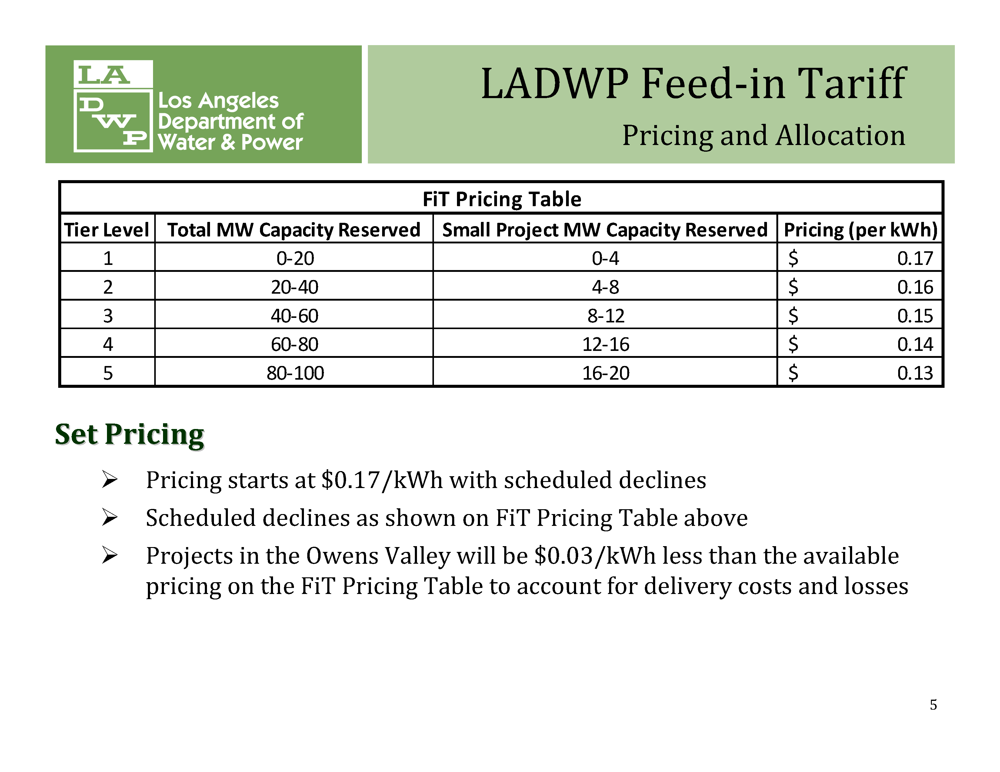 LA
DWP
Los Angeles
Department of
Water & Power
LADWP Feed-in Tariff
Pricing and Allocation
FiT Pricing Table
Tier Level Total MW Capacity Reserved Small Project MW Capacity Reserved Pricing (per kWh)
1 0-20 0-4 $ 0.17
2 20-40 4-8 $ 0.16
3 40-60 8-12 $ 0.15
4 60-80 12-16 $ 0.14
5 80-100 16-20 $ 0.13
Set Pricing
➢ Pricing starts at $0.17/kWh with scheduled declines
➢ Scheduled declines as shown on FiT Pricing Table above
➢ Projects in the Owens Valley will be $0.03/kWh less than the available
pricing on the FiT Pricing Table to account for delivery costs and losses
5